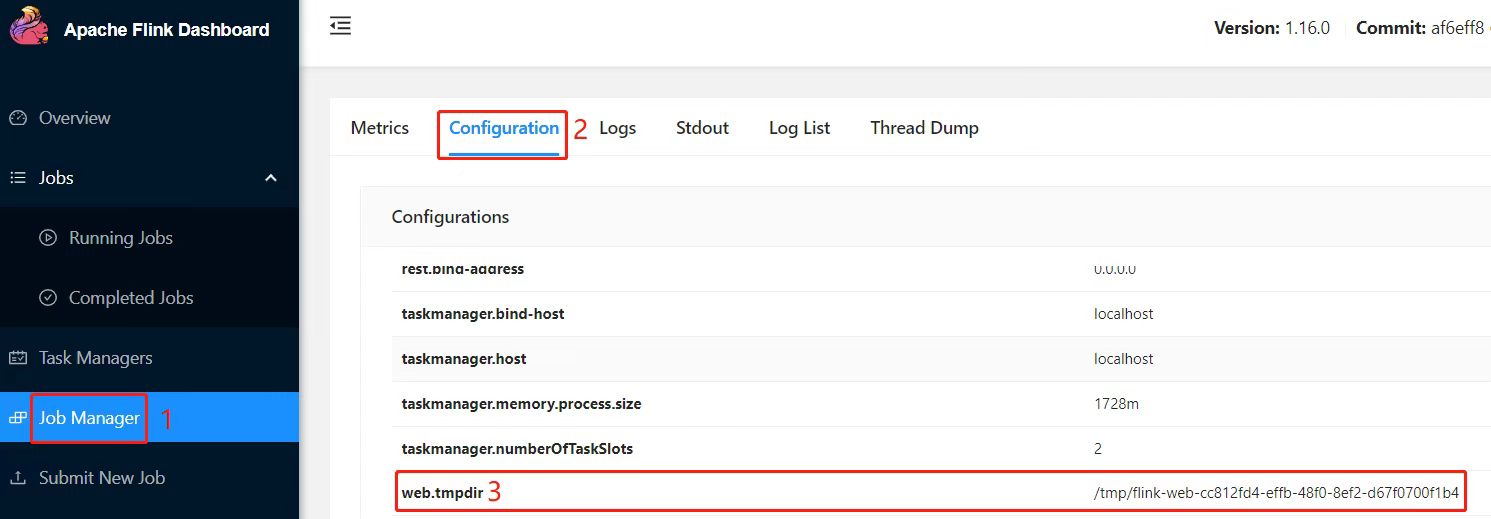 Apache Flink Dashboard
Version: 1.16.0 Commit: af6eff8
Overview
Jobs
Running Jobs
Completed Jobs
Task Managers
Job Manager 1
Submit New Job
Metrics Configuration 2 Logs Stdout Log List Thread Dump
Configurations
rest.bind-address 0.0.0.0
taskmanager.bind-host localhost
taskmanager.host localhost
taskmanager.memory.process.size 1728m
taskmanager.numberOfTaskSlots 2
web.tmpdir 3 /tmp/flink-web-cc812fd4-effb-48f0-8ef2-d67f0700f1b4